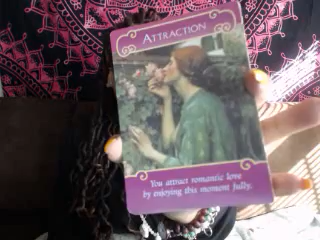 ATTRACTION
You attract romantic love
by enjoying this moment fully.